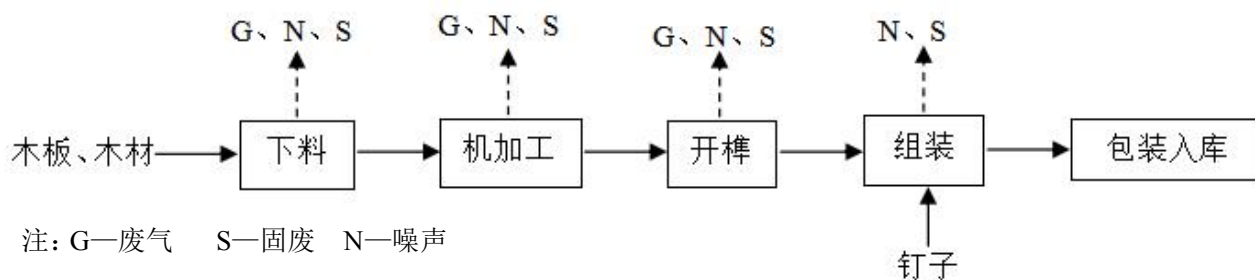 G、N、S G、N、S G、N、S N、S
木板、木材 下料 机加工 开榫 组装 包装入库
注：G—废气 S—固废 N—噪声
钉子